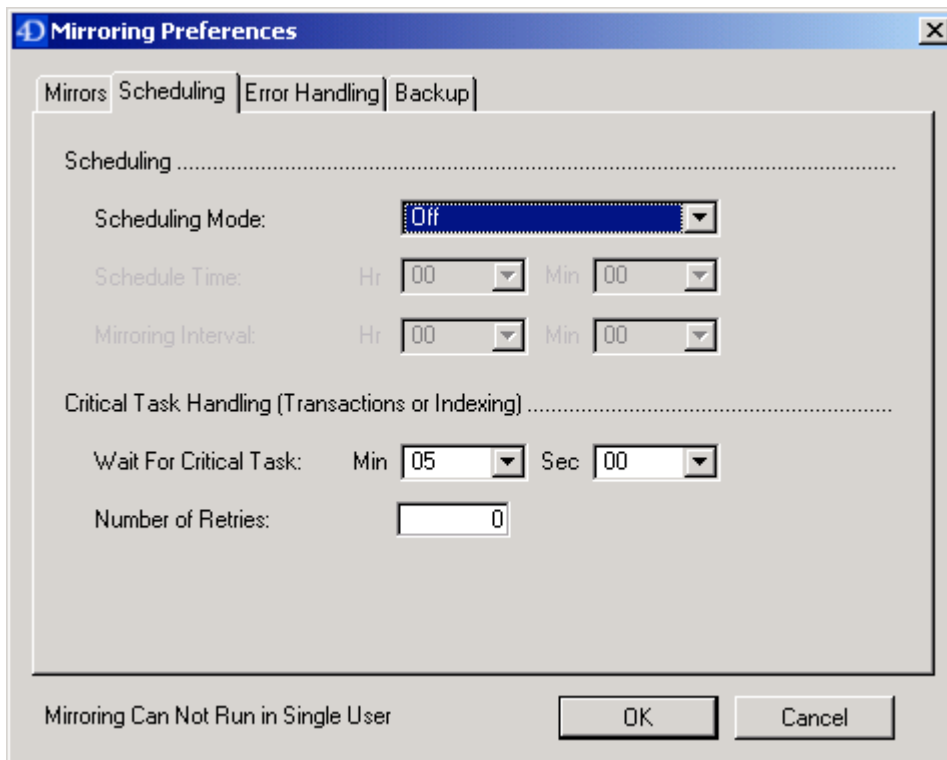 4D Mirroring Preferences
Mirrors Scheduling Error Handling Backup
Scheduling
Scheduling Mode: Off
Schedule Time: Hr 00 Min 00
Mirroring Interval: Hr 00 Min 00
Critical Task Handling (Transactions or Indexing)
Wait For Critical Task: Min 05 Sec 00
Number of Retries: 0
Mirroring Can Not Run in Single User OK Cancel